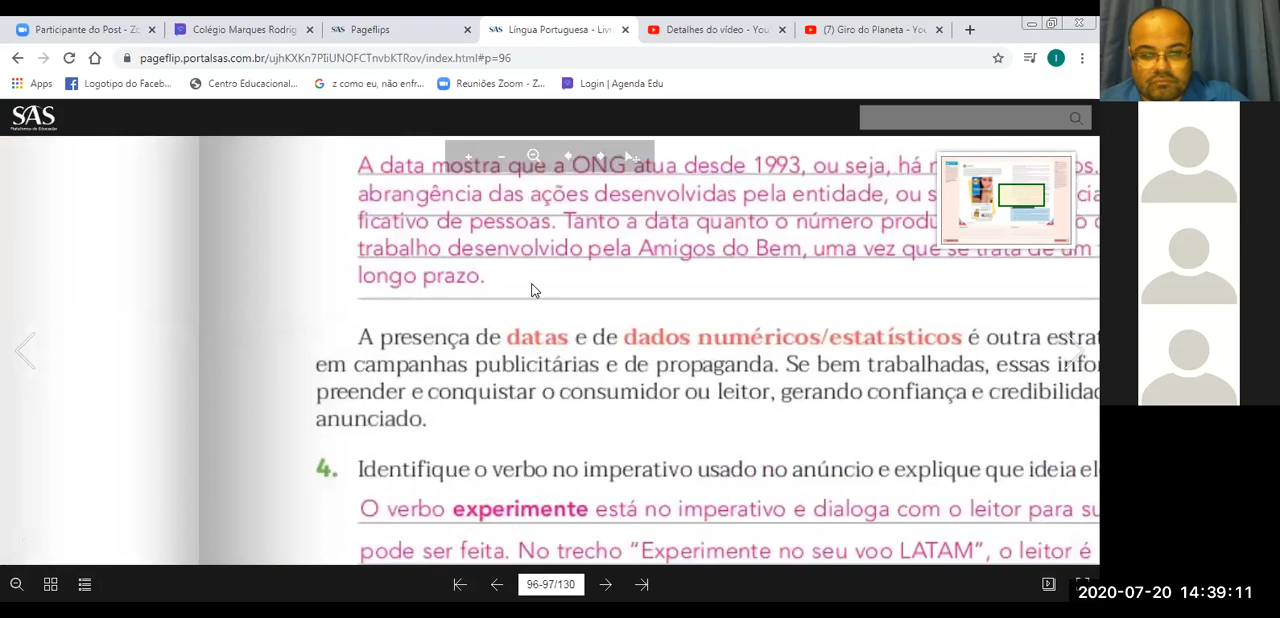 Participante do Post - Zo
Colégio Marques Rodrig
Pageflips
Língua Portuguesa - Livr
Detalhes do vídeo - You
(7) Giro do Planeta - You
pageflip.portalsas.com.br/
index.html#p=96
I
Apps
Logotipo do Faceb...
Centro Educacional...
z como eu, não enfr...
Reuniões Zoom - Z...
Login | Agenda Edu
SAS
Plataforma de Educação
A data mostra que a ONG atua desde 1993, ou seja, há
abrangência das ações desenvolvidas pela entidade, ou
ficativo de pessoas. Tanto a data quanto o número
trabalho desenvolvido pela Amigos do Bem, uma vez que se trata de um
longo prazo.
A presença de datas e de dados numéricos/estatísticos é outra estrat
em campanhas publicitárias e de propaganda. Se bem trabalhadas, essas infor
preender e conquistar o consumidor ou leitor, gerando confiança e credibilidad
anunciado.
4. Identifique o verbo no imperativo usado no anúncio e explique que ideia el
O verbo experimente está no imperativo e dialoga com o leitor para su
pode ser feita. No trecho “Experimente no seu voo LATAM”, o leitor é
96-97/130
2020-07-20 14:39:11